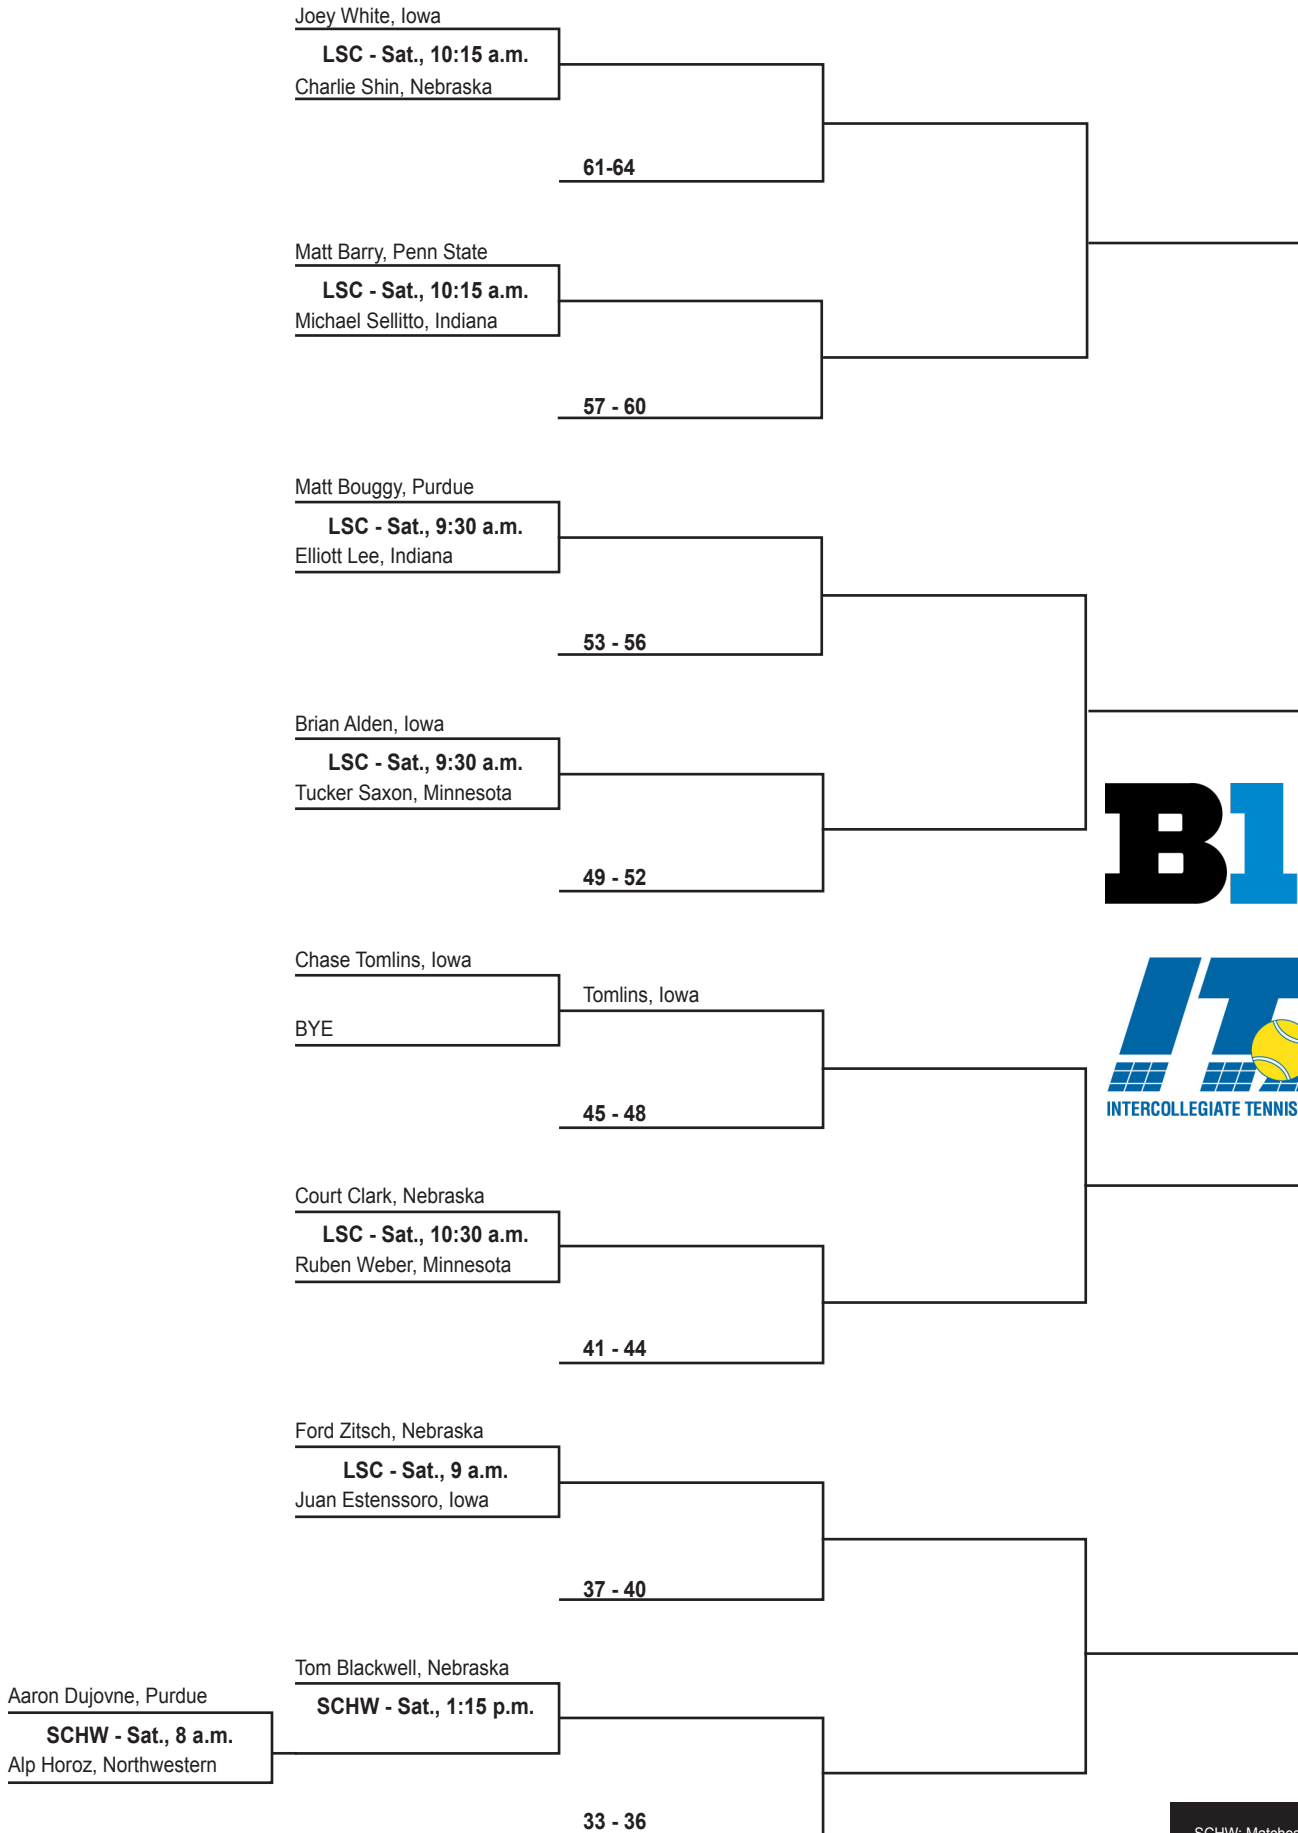 Joey White, Iowa
LSC - Sat., 10:15 a.m.
Charlie Shin, Nebraska
61-64
Matt Barry, Penn State
LSC - Sat., 10:15 a.m.
Michael Sellitto, Indiana
57 - 60
Matt Bouggy, Purdue
LSC - Sat., 9:30 a.m.
Elliott Lee, Indiana
53 - 56
Brian Alden, Iowa
LSC - Sat., 9:30 a.m.
Tucker Saxon, Minnesota
B1
49 - 52
Chase Tomlins, Iowa
Tomlins, Iowa
BYE
IT
INTERCOLLEGIATE TENNIS
45 - 48
Court Clark, Nebraska
LSC - Sat., 10:30 a.m.
Ruben Weber, Minnesota
41 - 44
Ford Zitsch, Nebraska
LSC - Sat., 9 a.m.
Juan Estenssoro, Iowa
37 - 40
Tom Blackwell, Nebraska
Aaron Dujovne, Purdue
SCHW - Sat., 1:15 p.m.
SCHW - Sat., 8 a.m.
Alp Horoz, Northwestern
33 - 36
SCHW: Matches